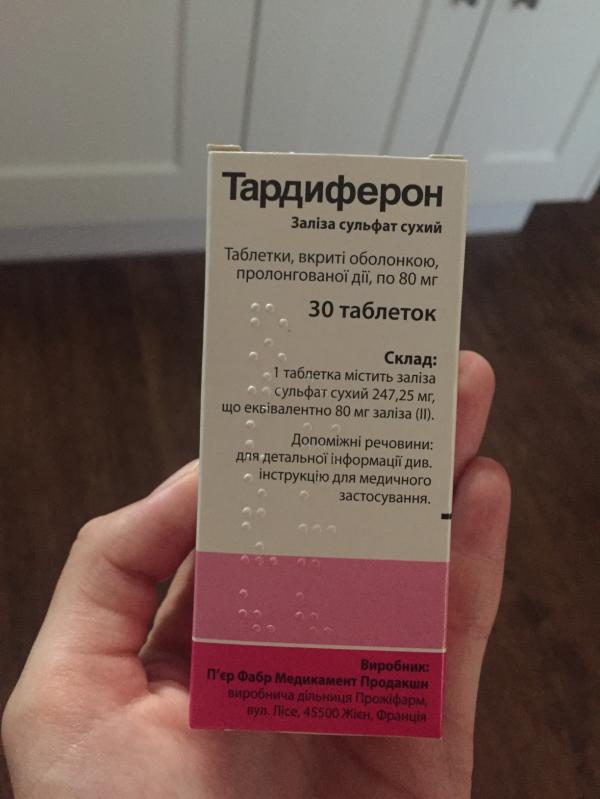 Тардиферон
Заліза сульфат сухий
Таблетки, вкриті оболонкою,
пролонгованої дії, по 80 мг
30 таблеток
Склад:
1 таблетка містить заліза
сульфат сухий 247,25 мг,
що еквівалентно 80 мг заліза (II).
Допоміжні речовини:
для детальної інформації див.
інструкцію для медичного
застосування.
Виробник:
П'єр Фабр Медикамент Продакшн
виробнича дільниця Прожіфарм,
вул. Лісе, 45500 Жієн, Франція